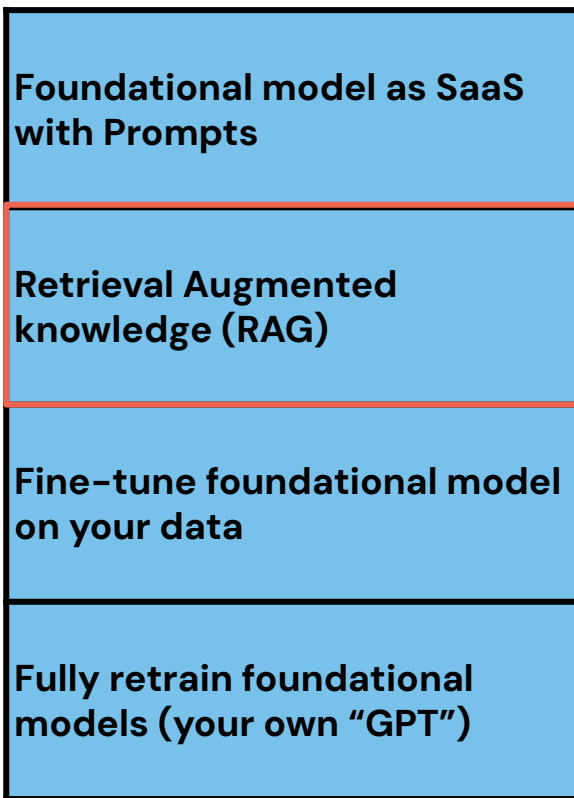 Foundational model as SaaS
with Prompts
Retrieval Augmented
knowledge (RAG)
Fine-tune foundational model
on your data
Fully retrain foundational
models (your own “GPT”)